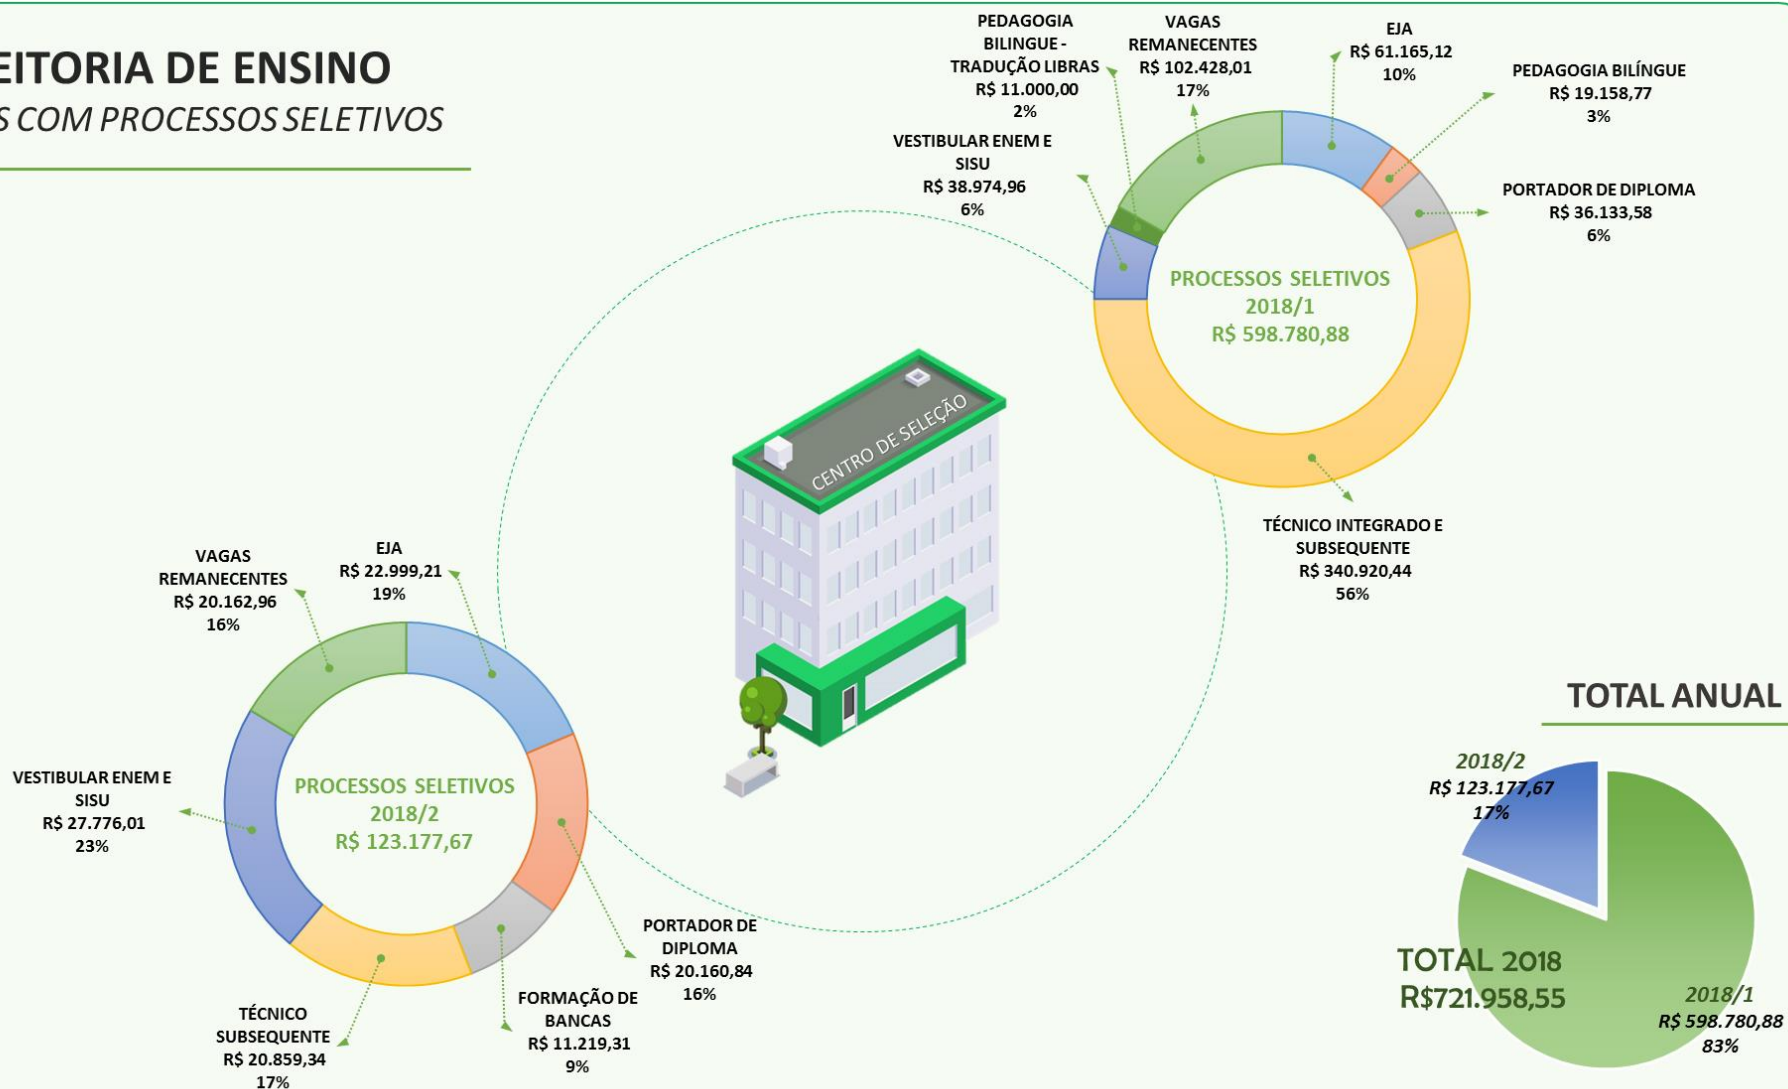 EITORIA DE ENSINO
S COM PROCESSOS SELETIVOS
PEDAGOGIA
BILINGUE -
TRADUÇÃO LIBRAS
R$ 11.000,00
2%
VAGAS
REMANECENTES
R$ 102.428,01
17%
EJA
R$ 61.165,12
10%
PEDAGOGIA BILÍNGUE
R$ 19.158,77
3%
VESTIBULAR ENEM E
SISU
R$ 38.974,96
6%
PORTADOR DE DIPLOMA
R$ 36.133,58
6%
PROCESSOS SELETIVOS
2018/1
R$ 598.780,88
TÉCNICO INTEGRADO E
SUBSEQUENTE
R$ 340.920,44
56%
CENTRO DE SELEÇÃO
VAGAS
REMANECENTES
R$ 20.162,96
16%
EJA
R$ 22.999,21
19%
VESTIBULAR ENEM E
SISU
R$ 27.776,01
23%
PROCESSOS SELETIVOS
2018/2
R$ 123.177,67
PORTADOR DE
DIPLOMA
R$ 20.160,84
16%
FORMAÇÃO DE
BANCAS
R$ 11.219,31
9%
TÉCNICO
SUBSEQUENTE
R$ 20.859,34
17%
TOTAL ANUAL
2018/2
R$ 123.177,67
17%
TOTAL 2018
R$721.958,55
2018/1
R$ 598.780,88
83%